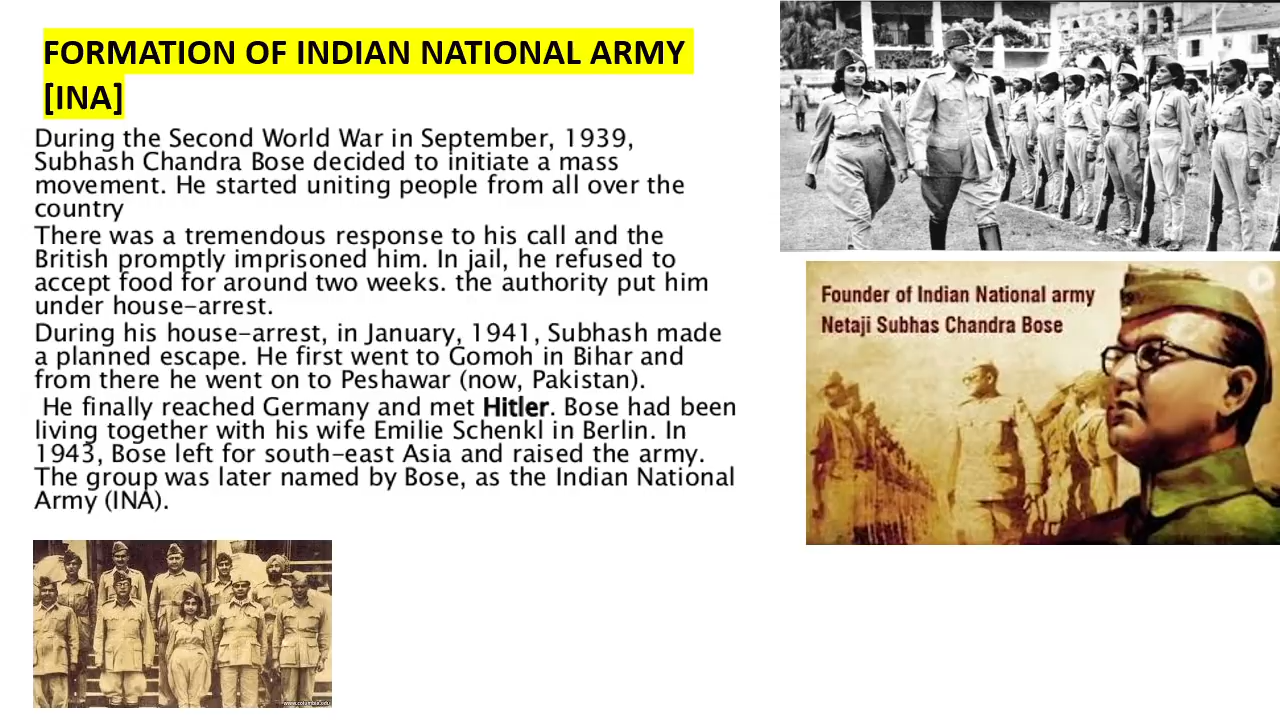 FORMATION OF INDIAN NATIONAL ARMY
[INA]
During the Second World War in September, 1939,
Subhash Chandra Bose decided to initiate a mass
movement. He started uniting people from all over the
country
There was a tremendous response to his call and the
British promptly imprisoned him. In jail, he refused to
accept food for around two weeks. the authority put him
under house-arrest.
During his house-arrest, in January, 1941, Subhash made
a planned escape. He first went to Gomoh in Bihar and
from there he went on to Peshawar (now, Pakistan).
He finally reached Germany and met Hitler. Bose had been
living together with his wife Emilie Schenkl in Berlin. In
1943, Bose left for south-east Asia and raised the army.
The group was later named by Bose, as the Indian National
Army (INA).
Founder of Indian National army
Netaji Subhas Chandra Bose
www.columbia.edu